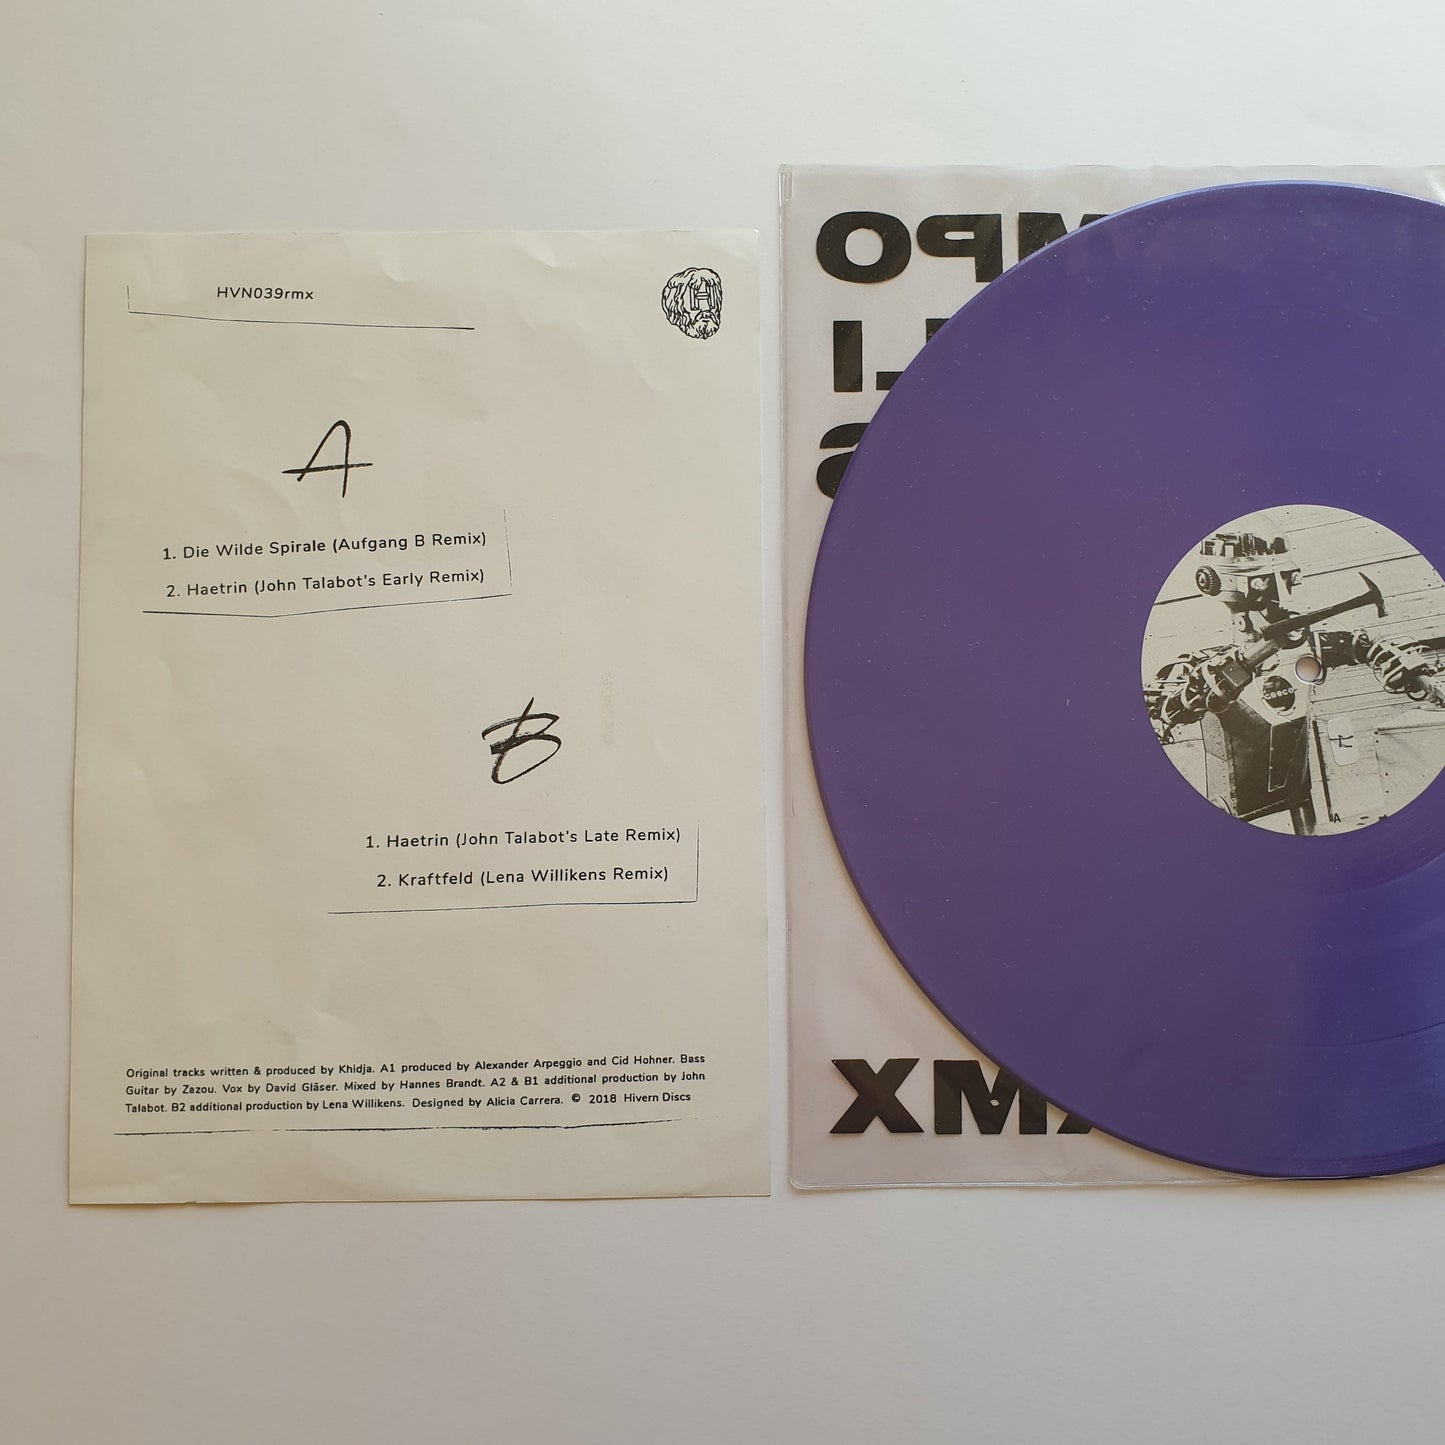 HVN039rmx
H
A
1. Die Wilde Spirale (Aufgang B Remix)
2. Haetrin (John Talabot's Early Remix)
B
1. Haetrin (John Talabot's Late Remix)
2. Kraftfeld (Lena Willikens Remix)
Original tracks written & produced by Khidja. A1 produced by Alexander Arpeggio and Cid Hohner. Bass
Guitar by Zazou. Vox by David Gläser. Mixed by Hannes Brandt. A2 & B1 additional production by John
Talabot. B2 additional production by Lena Willikens. Designed by Alicia Carrera. © 2018 Hivern Discs
MPO
LI
S
A
RMX